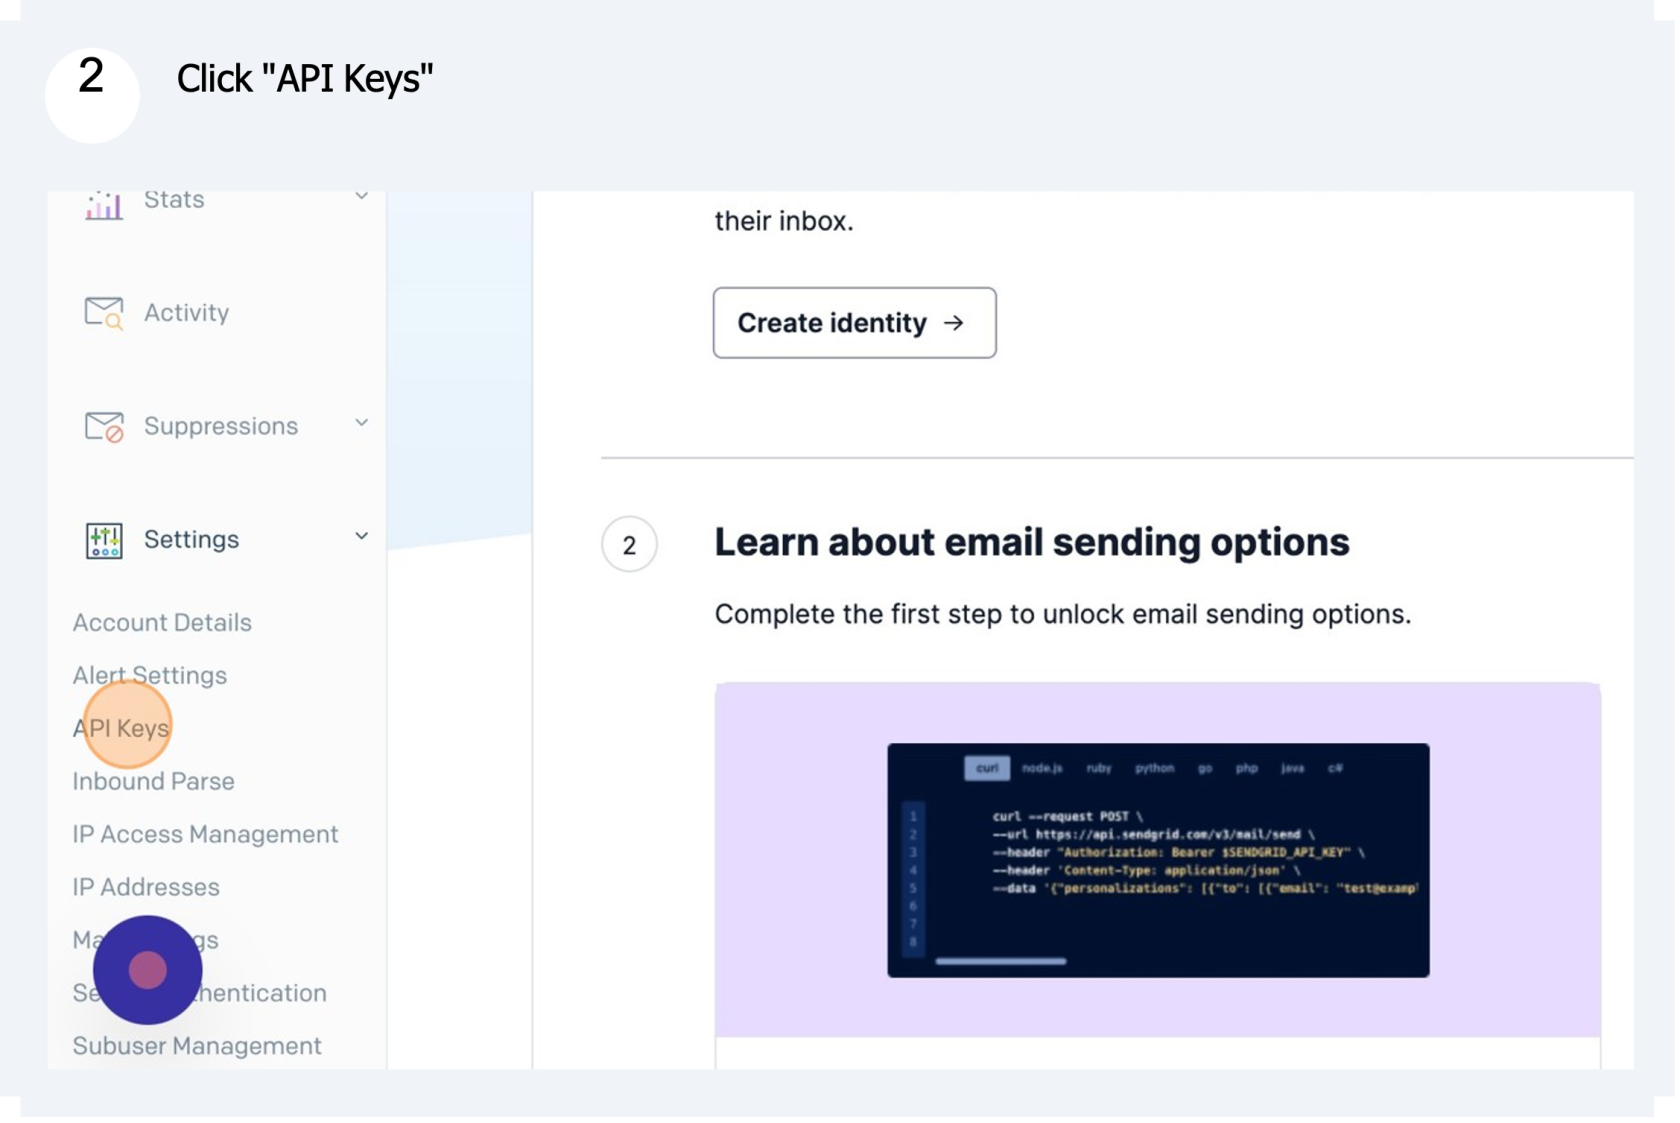 2
Click "API Keys"
Stats
Activity
Suppressions
Settings
Account Details
Alert Settings
API Keys
Inbound Parse
IP Access Management
IP Addresses
Ma gs
Se hentication
Subuser Management
their inbox.
Create identity →
2
Learn about email sending options
Complete the first step to unlock email sending options.
curl node.js ruby python go php java c#
1 curl --request POST \
2 --url https://api.sendgrid.com/v3/mail/send \
3 --header "Authorization: Bearer $SENDGRID_API_KEY" \
4 --header 'Content-Type: application/json' \
5 --data '{"personalizations": [{"to": [{"email": "test@examp
6
7
8